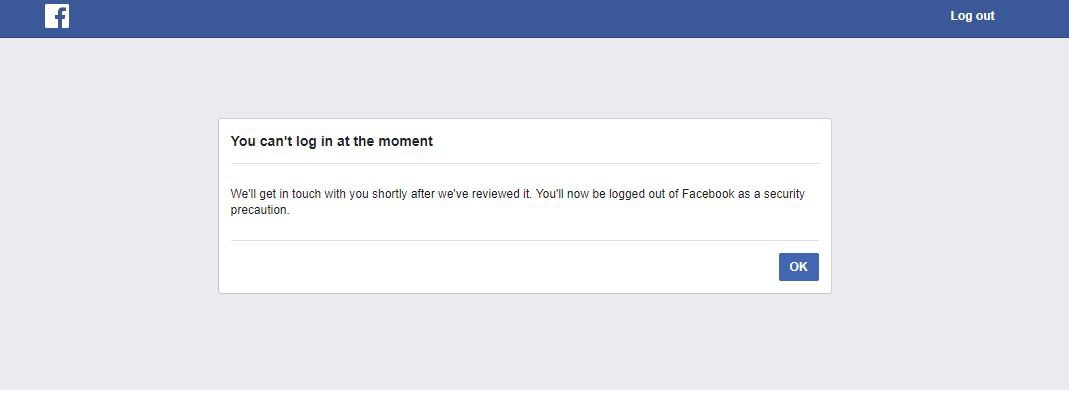 Log out
You can't log in at the moment
We'll get in touch with you shortly after we've reviewed it. You'll now be logged out of Facebook as a security
precaution.
OK